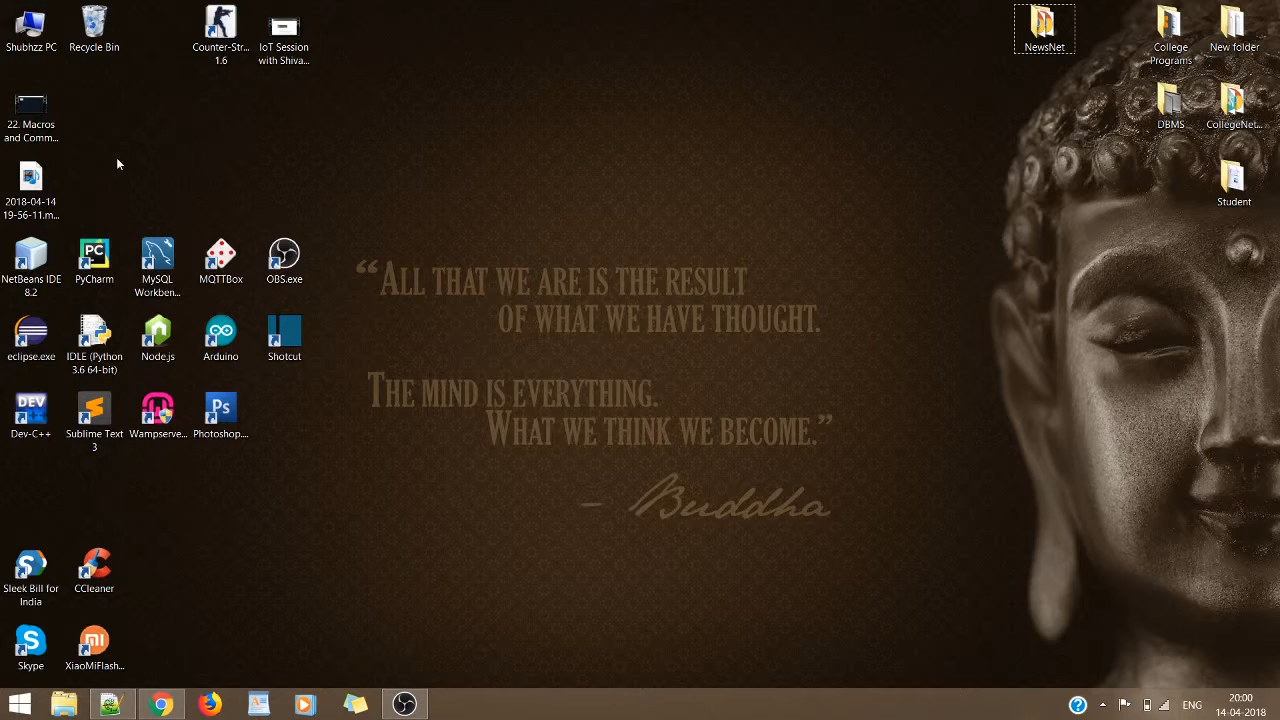 Shubhzz PC
Recycle Bin
Counter-Str...
1.6
IoT Session
with Shiva...
NewsNet
College
Programs
New folder
22. Macros
and Comm...
DBMS
CollegeNet...
2018-04-14
19-56-11.m...
Student
NetBeans IDE
8.2
PyCharm
MySQL
Workben...
MQTTBox
OBS.exe
“All that we are is the result
of what we have thought.
The mind is everything.
What we think we become.”
– Buddha
eclipse.exe
IDLE (Python
3.6 64-bit)
Node.js
Arduino
Shotcut
Dev-C++
Sublime Text
3
Wampserve...
Photoshop....
Sleek Bill for
India
CCleaner
Skype
XiaoMiFlash...
ENG
20:00
14-04-2018
PC
DEV
Ps